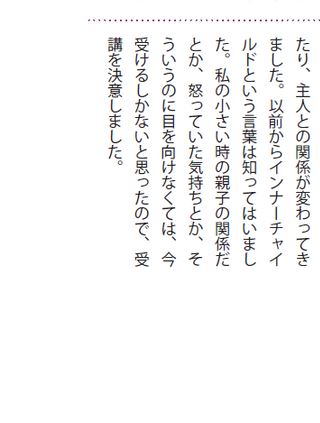 たり、主人との関係が変わってき
ました。以前からインナーチャイ
ルドという言葉は知ってはいまし
た。私の小さい時の親子の関係だ
とか、怒っていた気持ちとか、そ
ういうのに目を向けなくては、今
受けるしかないと思ったので、受
講を決意しました。